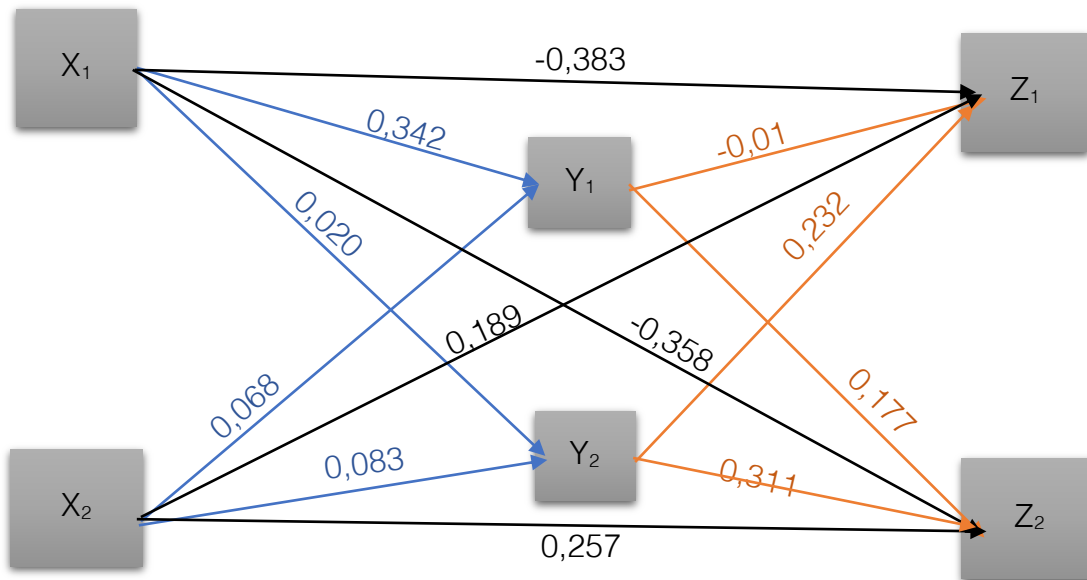 X₁
-0,383
Z₁
0,342
-0,01
Y₁
0,020
0,232
0,189
-0,358
0,068
0,177
Y₂
0,083
0,311
X₂
Z₂
0,257